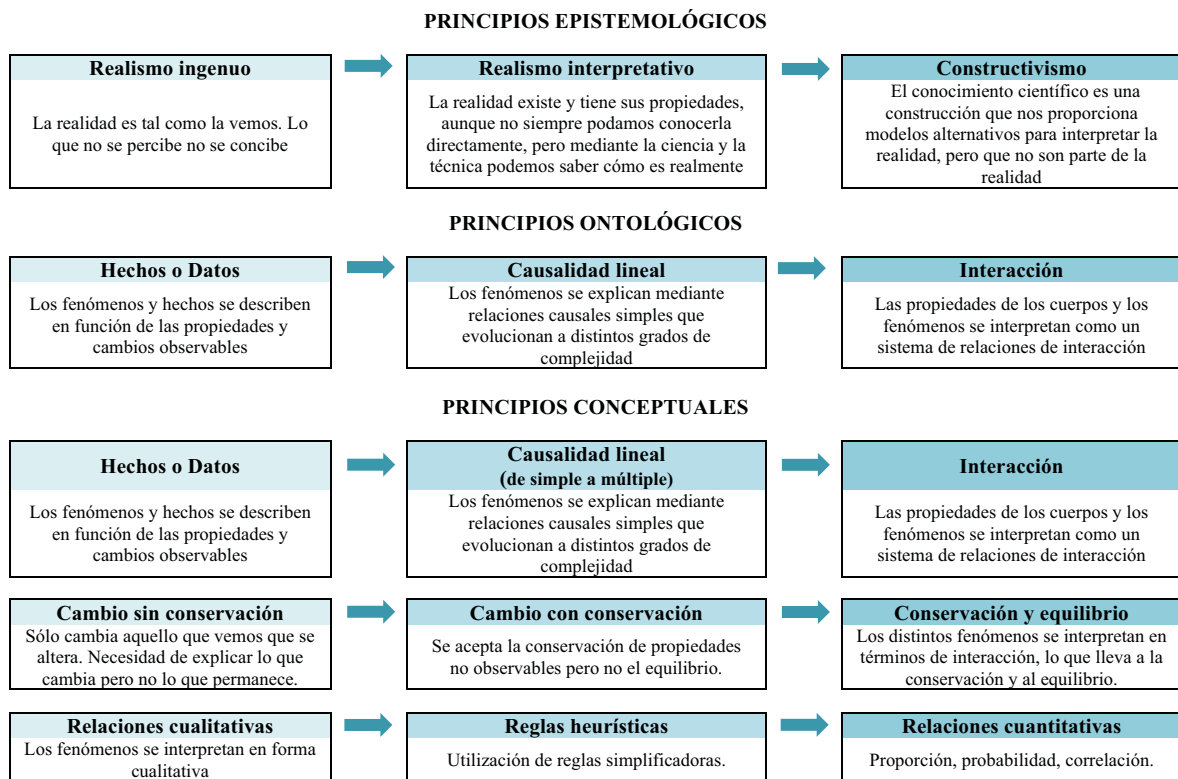 PRINCIPIOS EPISTEMOLÓGICOS
Realismo ingenuo
La realidad es tal como la vemos. Lo
que no se percibe no se concibe
Realismo interpretativo
La realidad existe y tiene sus propiedades,
aunque no siempre podamos conocerla
directamente, pero mediante la ciencia y la
técnica podemos saber cómo es realmente
Constructivismo
El conocimiento científico es una
construcción que nos proporciona
modelos alternativos para interpretar la
realidad, pero que no son parte de la
realidad
PRINCIPIOS ONTOLÓGICOS
Hechos o Datos
Los fenómenos y hechos se describen
en función de las propiedades y
cambios observables
Causalidad lineal
Los fenómenos se explican mediante
relaciones causales simples que
evolucionan a distintos grados de
complejidad
Interacción
Las propiedades de los cuerpos y los
fenómenos se interpretan como un
sistema de relaciones de interacción
PRINCIPIOS CONCEPTUALES
Hechos o Datos
Los fenómenos y hechos se describen
en función de las propiedades y
cambios observables
Causalidad lineal
(de simple a múltiple)
Los fenómenos se explican mediante
relaciones causales simples que
evolucionan a distintos grados de
complejidad
Interacción
Las propiedades de los cuerpos y los
fenómenos se interpretan como un
sistema de relaciones de interacción
Cambio sin conservación
Sólo cambia aquello que vemos que se
altera. Necesidad de explicar lo que
cambia pero no lo que permanece.
Cambio con conservación
Se acepta la conservación de propiedades
no observables pero no el equilibrio.
Conservación y equilibrio
Los distintos fenómenos se interpretan en
términos de interacción, lo que lleva a la
conservación y al equilibrio.
Relaciones cualitativas
Los fenómenos se interpretan en forma
cualitativa
Reglas heurísticas
Utilización de reglas simplificadoras.
Relaciones cuantitativas
Proporción, probabilidad, correlación.